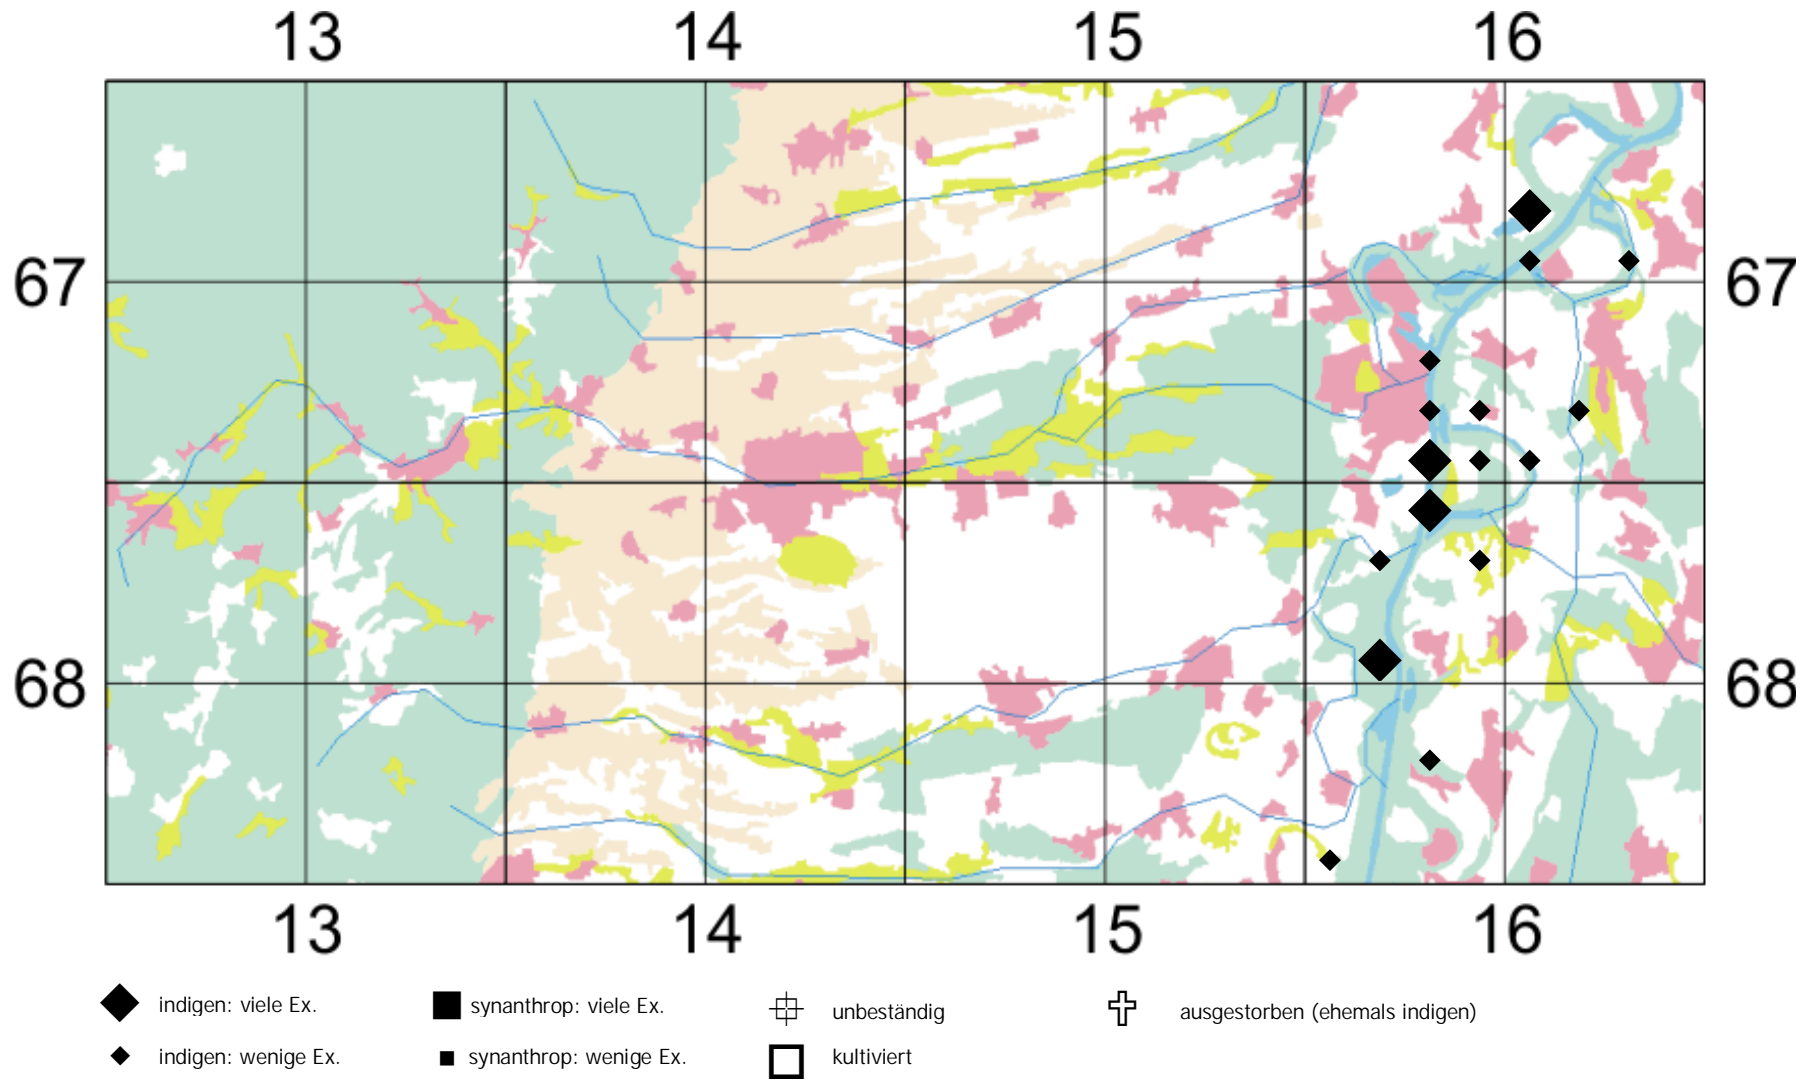 13 14 15 16
67 67
68 68
13 14 15 16
indigen: viele Ex. synanthrop: viele Ex. unbeständig ausgestorben (ehemals indigen)
indigen: wenige Ex. synanthrop: wenige Ex. kultiviert